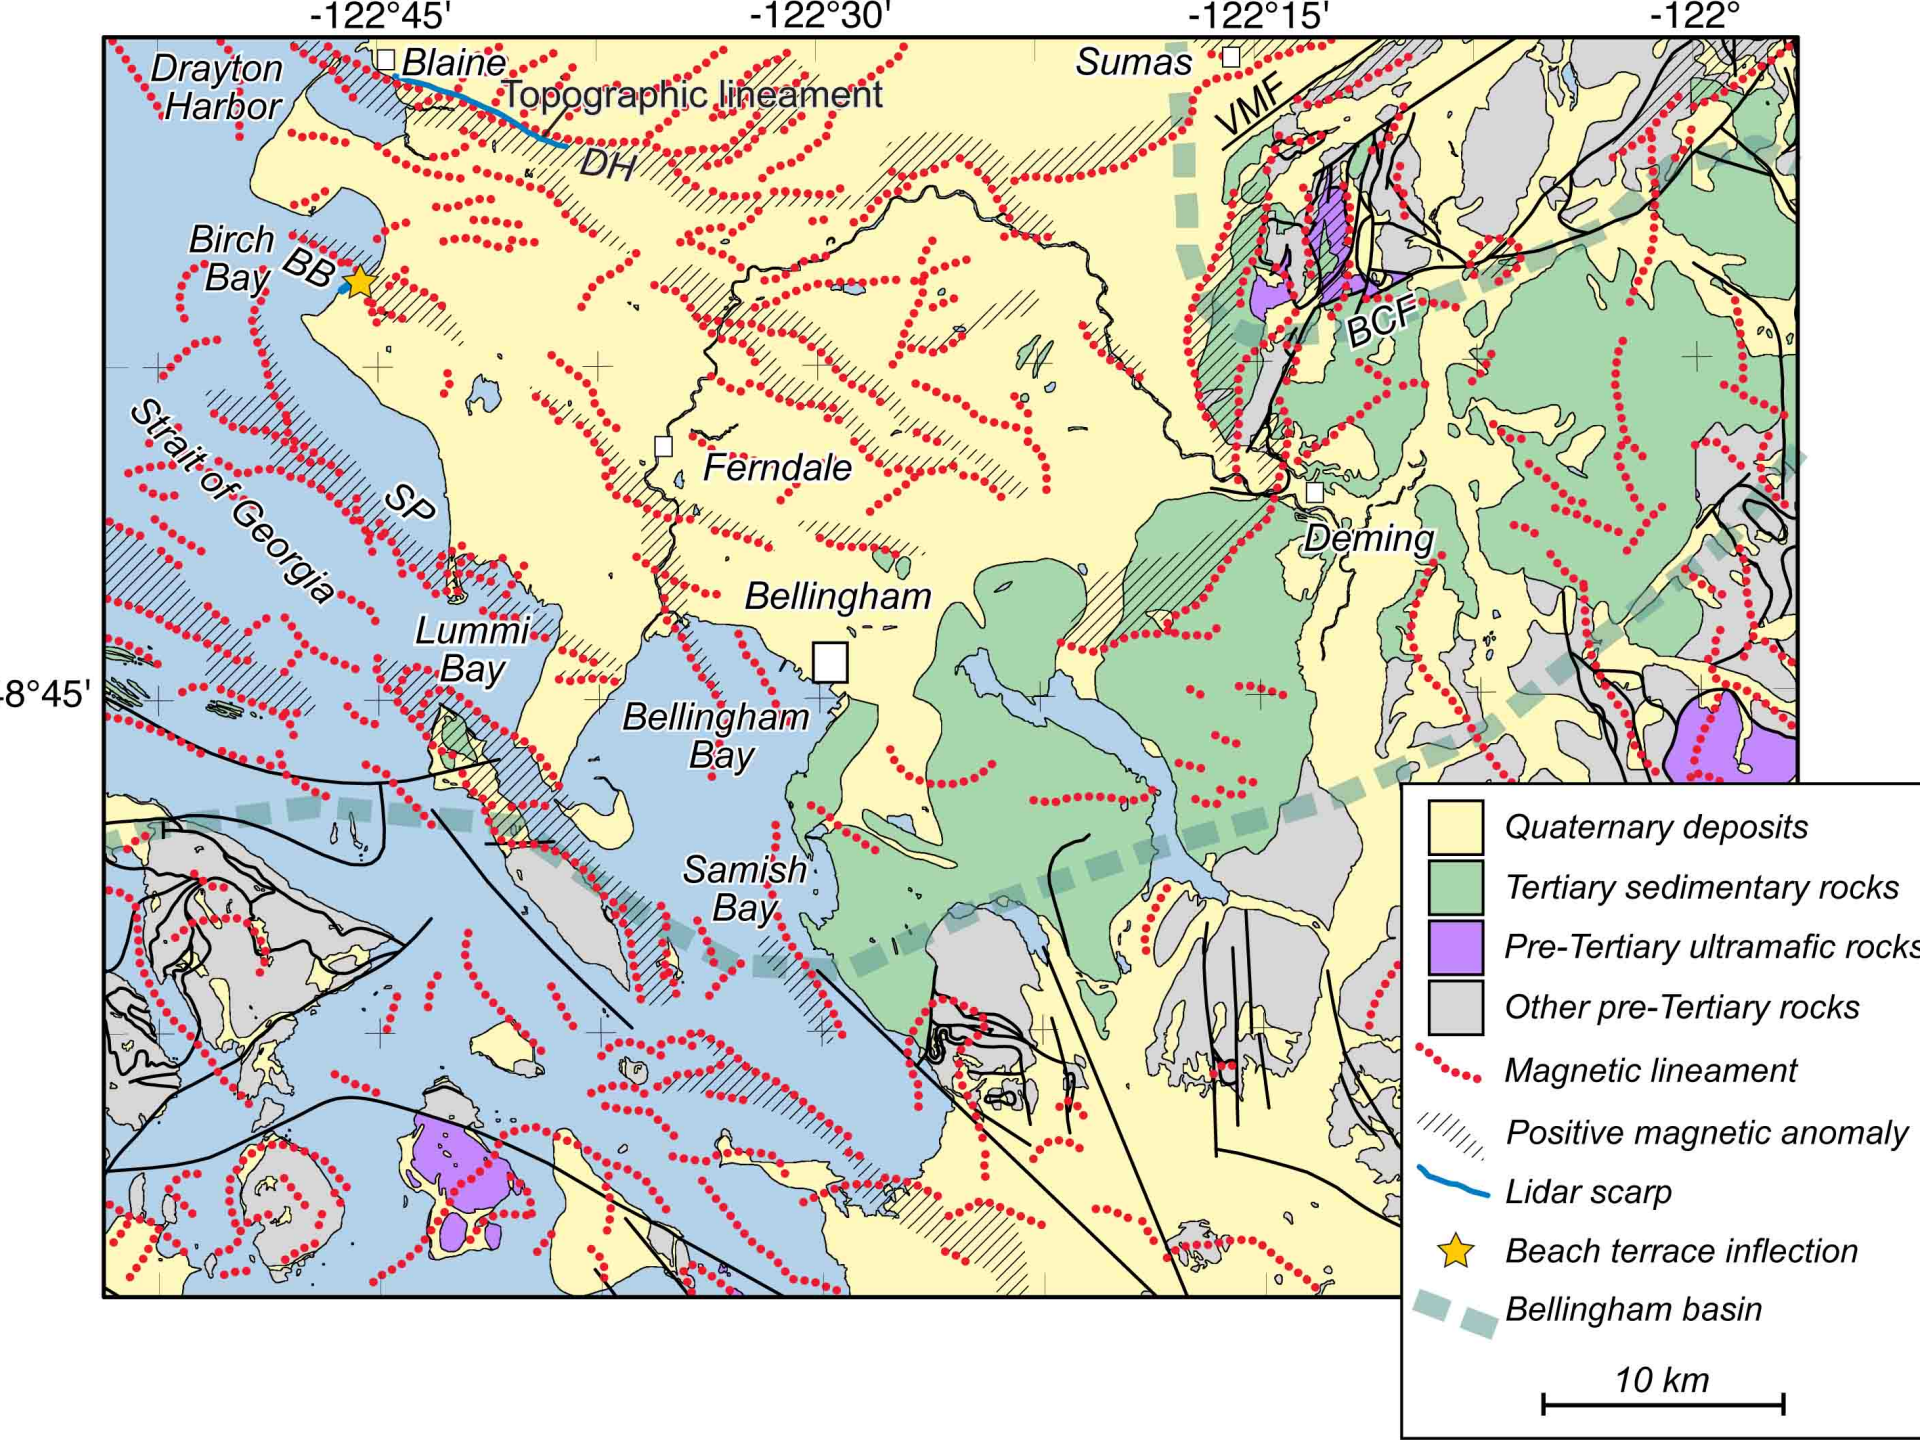 -122°45'
-122°30'
-122°15'
-122°
Drayton
Harbor
Blaine
Topographic lineament
DH
Sumas
VMF
Birch
Bay
BB
BCF
Strait of Georgia
SP
Ferndale
Deming
Bellingham
Lummi
Bay
8°45'
Bellingham
Bay
Samish
Bay
Quaternary deposits
Tertiary sedimentary rocks
Pre-Tertiary ultramafic rocks
Other pre-Tertiary rocks
Magnetic lineament
Positive magnetic anomaly
Lidar scarp
Beach terrace inflection
Bellingham basin
10 km